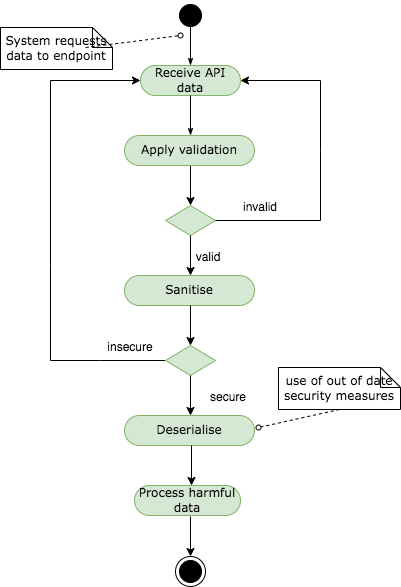 System requests
data to endpoint
Receive API
data
Apply validation
invalid
valid
Sanitise
insecure
secure
use of out of date
security measures
Deserialise
Process harmful
data